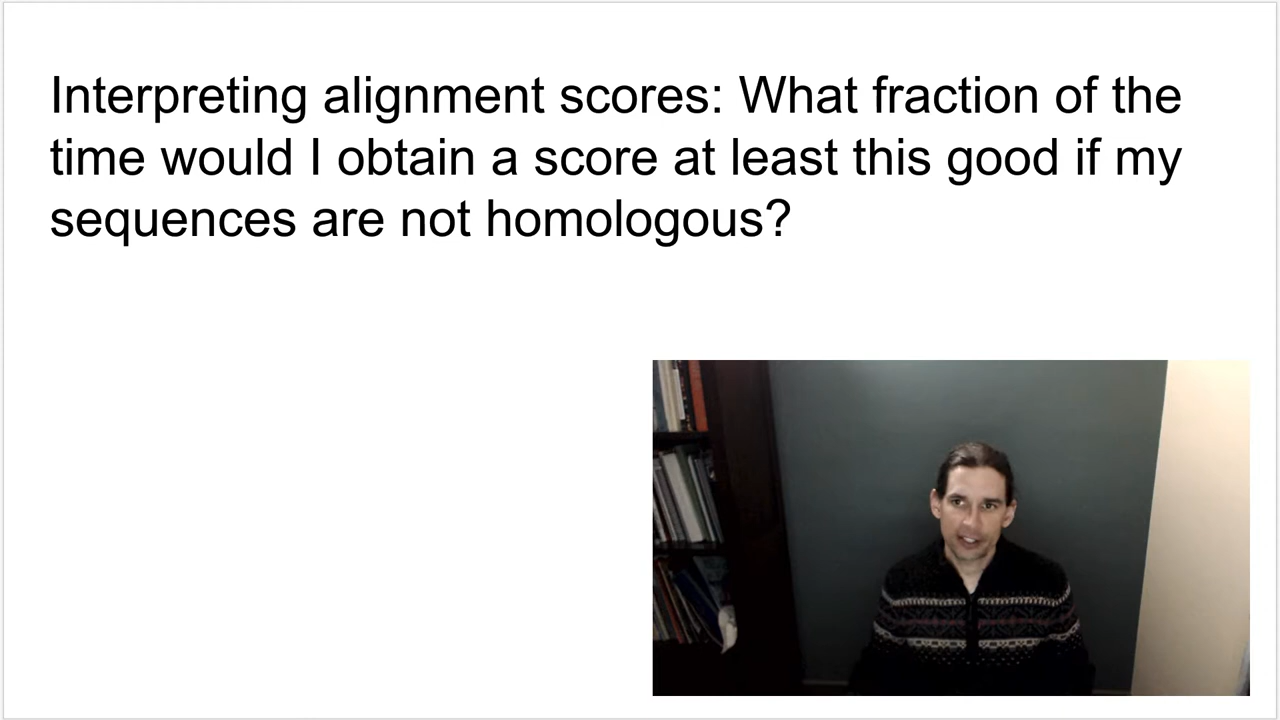 Interpreting alignment scores: What fraction of the
time would I obtain a score at least this good if my
sequences are not homologous?